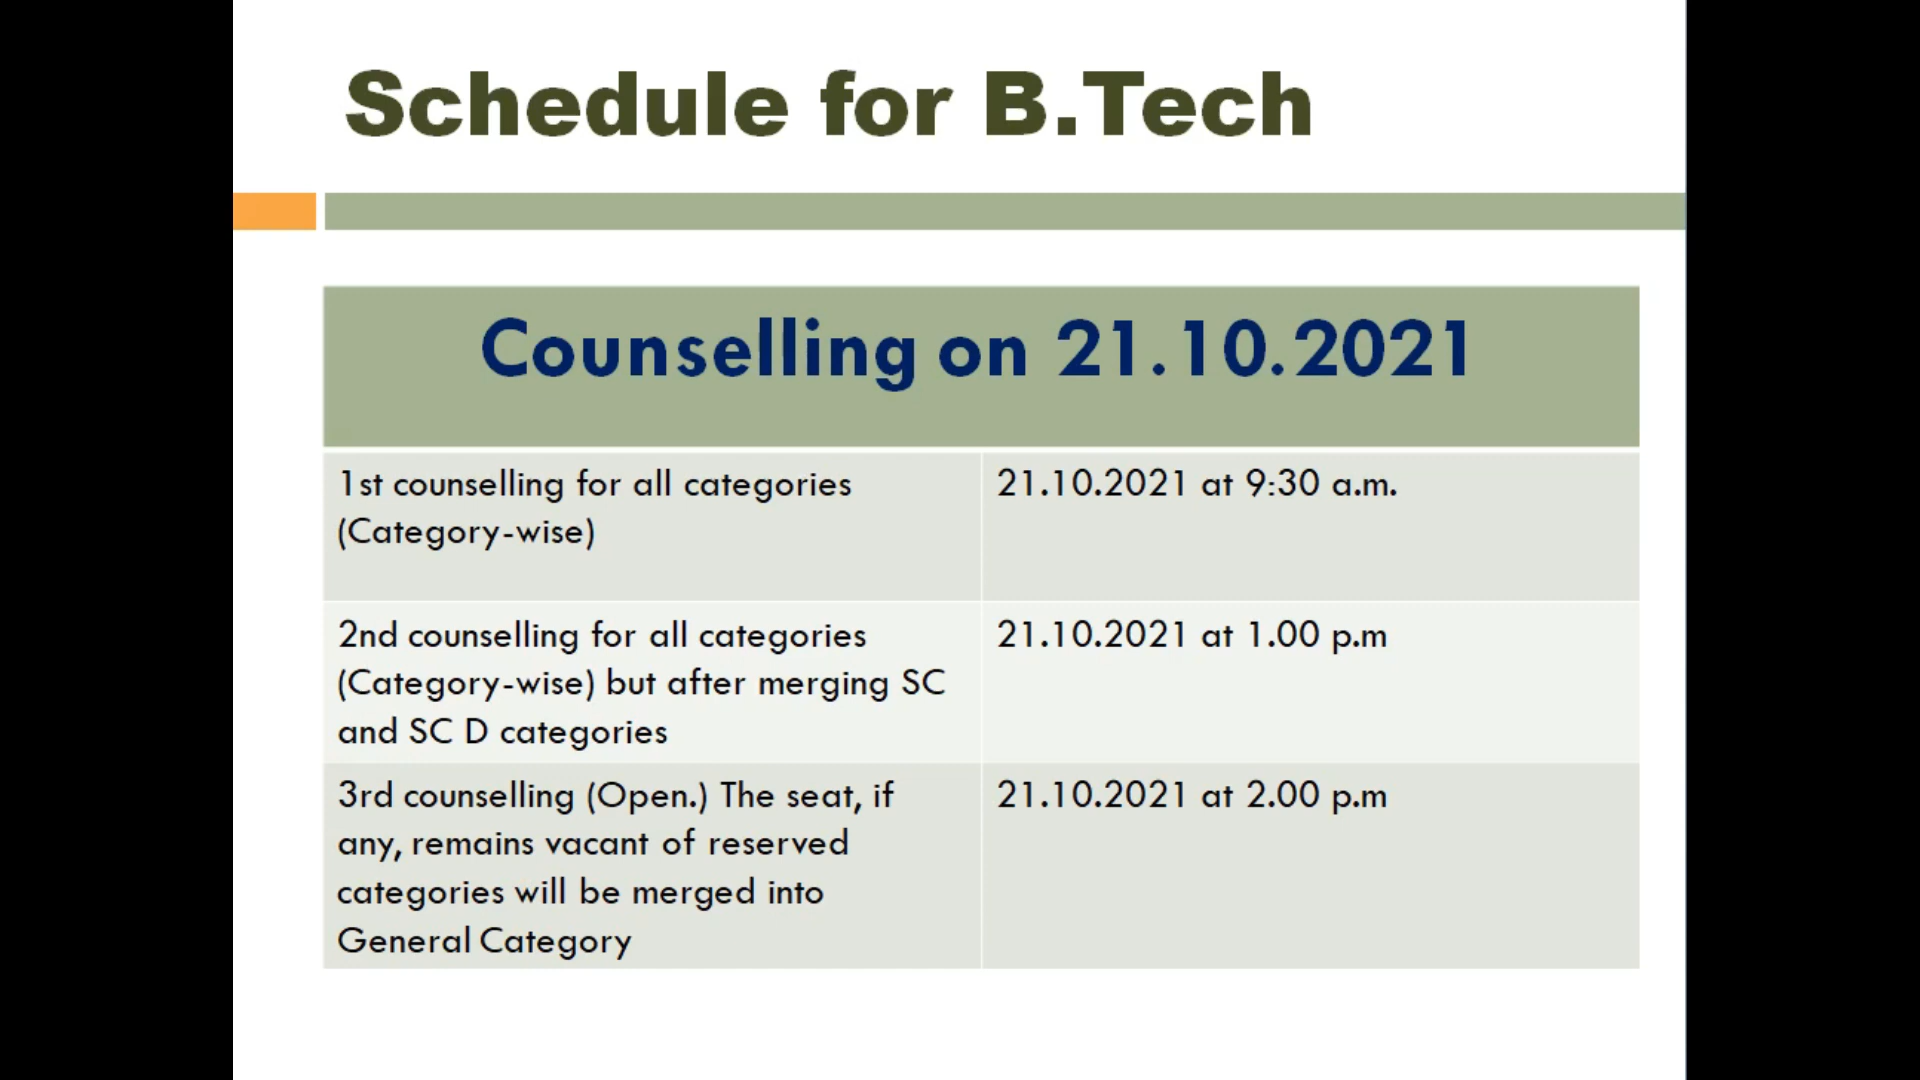 Schedule for B.Tech
Counselling on 21.10.2021
1st counselling for all categories
(Category-wise)
21.10.2021 at 9:30 a.m.
2nd counselling for all categories
(Category-wise) but after merging SC
and SC D categories
21.10.2021 at 1.00 p.m
3rd counselling (Open.) The seat, if
any, remains vacant of reserved
categories will be merged into
General Category
21.10.2021 at 2.00 p.m